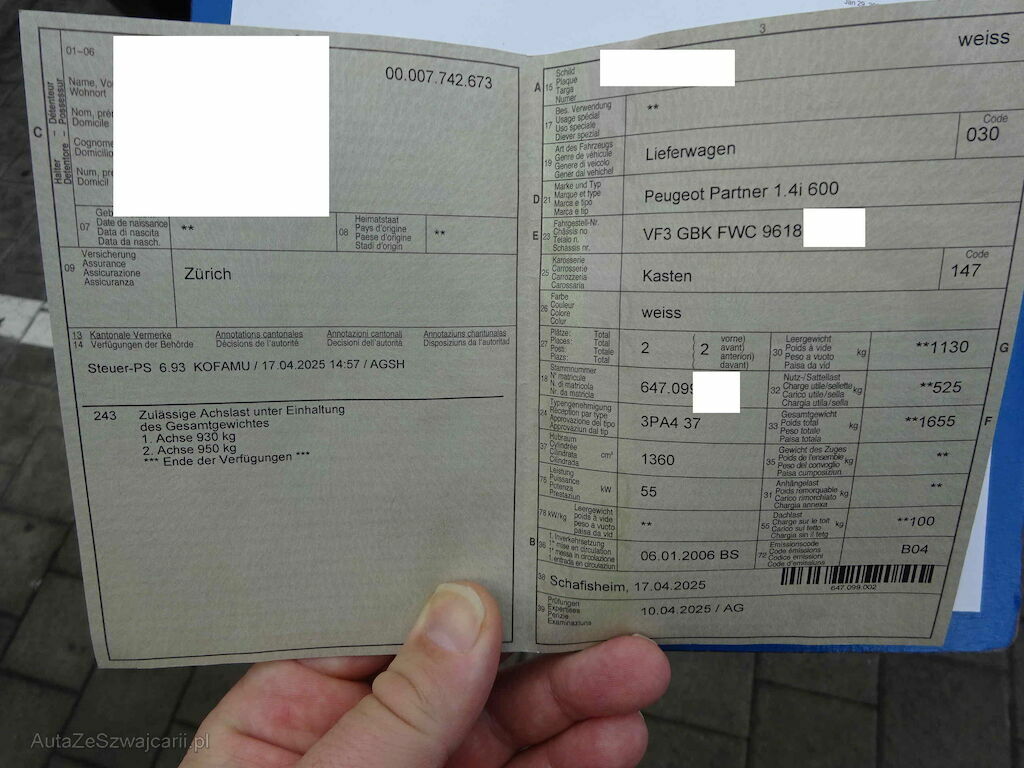 Jan 29, 20
3
C
Halter – Détenteur
Detentore – Possessur
01–06
Name, Vo
Wohnort
Nom, pré
Domicile
Cognome
Domicilio
Num, pre
Domicil
00.007.742.673
07
Geb
Date de naissance
Data di nascita
Data da nasch.
**
08
Heimatstaat
Pays d'origine
Paese d'origine
Stadi d'origin
**
09
Versicherung
Assurance
Assicurazione
Assicuranza
Zürich
13 Kantonale Vermerke Annotations cantonales Annotazioni cantonali Annotaziuns chantunalas
14 Verfügungen der Behörde Décisions de l'autorité Decisioni dell'autorità Disposiziuns da l'autoritad
Steuer-PS 6.93 KOFAMU / 17.04.2025 14:57 / AGSH
243 Zulässige Achslast unter Einhaltung
des Gesamtgewichtes
1. Achse 930 kg
2. Achse 950 kg
*** Ende der Verfügungen ***
weiss
A
15
Schild
Plaque
Targa
Numer
17
Bes. Verwendung
Usage spécial
Uso speciale
Diever spezial
**
19
Art des Fahrzeugs
Genre de véhicule
Genere di veicolo
Gener dal vehichel
Lieferwagen
Code
030
D
21
Marke und Typ
Marque et type
Marca e tipo
Marca e tip
Peugeot Partner 1.4i 600
E
23
Fahrgestell-Nr.
Châssis no
Telaio n.
Schassis nr.
VF3 GBK FWC 9618
25
Karosserie
Carrosserie
Carrozzeria
Carossaria
Kasten
Code
147
26
Farbe
Couleur
Colore
Colur
weiss
27
Plätze: Total
Places: Total
Posti: Totale
Plazs: Total
2
2
vorne)
avant)
anteriori)
davant)
30
Leergewicht
Poids à vide
Peso a vuoto
Paisa da vid
kg
**1130
G
18
Stammnummer
N° matricule
N. di matricola
Nr. da matricla
647.099
32
Nutz-/Sattellast
Charge utile/sellette
Carico utile/sella
Chargia utila/sella
kg
**525
24
Typengenehmigung
Réception par type
Approvazione del tipo
Approvaziun dal tip
3PA4 37
33
Gesamtgewicht
Poids total
Peso totale
Paisa totala
kg
**1655
F
37
Hubraum
Cylindrée
Cilindrata
Cilindrada
cm³
1360
35
Gewicht des Zuges
Poids de l'ensemble
Peso del convoglio
Paisa cumposiziun
kg
**
76
Leistung
Puissance
Potenza
Prestaziun
kW
55
31
Anhängelast
Poids remorquable
Carico rimorchiato
Chargia annexa
kg
**
78 kW/kg
Leergewicht
poids à vide
peso a vuoto
paisa da vid
**
55
Dachlast
Charge sur le toit
Carico sul tetto
Chargia sin il tetg
kg
**100
B
36
1. Inverkehrsetzung
1re mise en circulation
1a messa in circolazione
1. entrada en circulaziun
06.01.2006 BS
72
Emissionscode
Code émissions
Codice emissioni
Code d'emissiuns
B04
38
Schafisheim, 17.04.2025
647.099.002
39
Prüfungen
Expertises
Perizie
Examinaziuns
10.04.2025 / AG
AutaZeSzwajcarii.pl